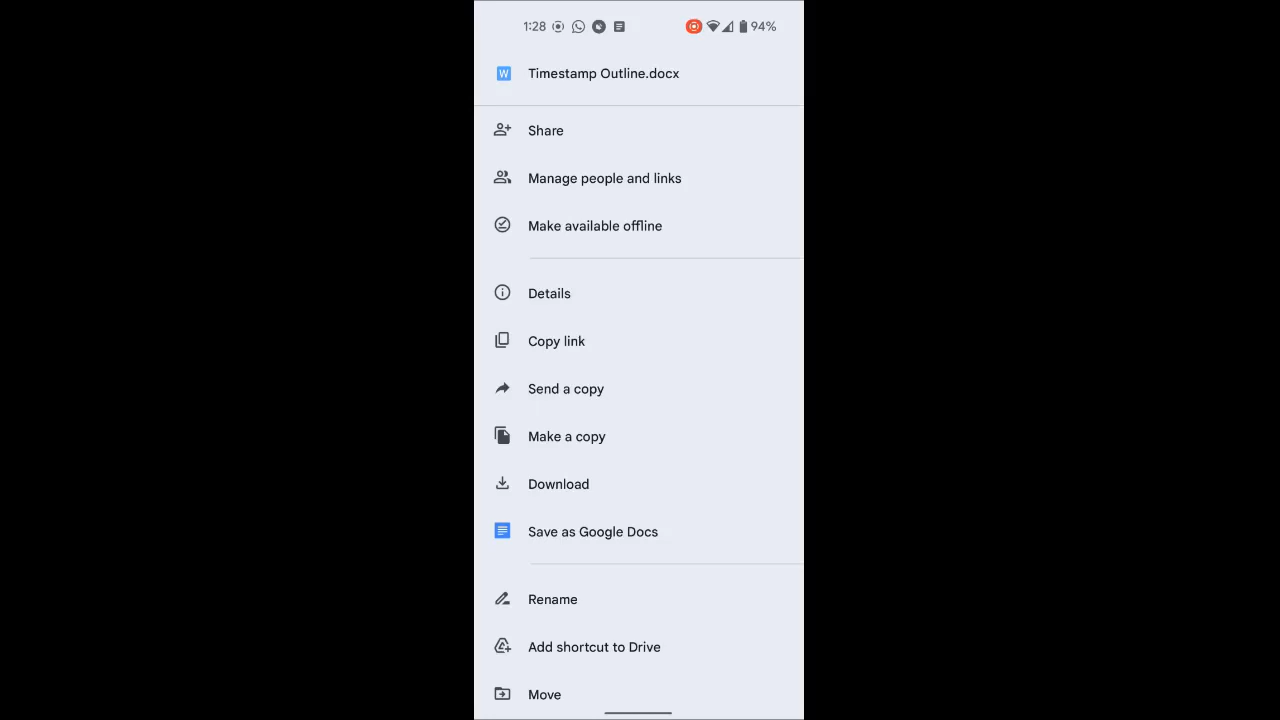 1:28
94%
W
Timestamp Outline.docx
Share
Manage people and links
Make available offline
Details
Copy link
Send a copy
Make a copy
Download
Save as Google Docs
Rename
Add shortcut to Drive
Move